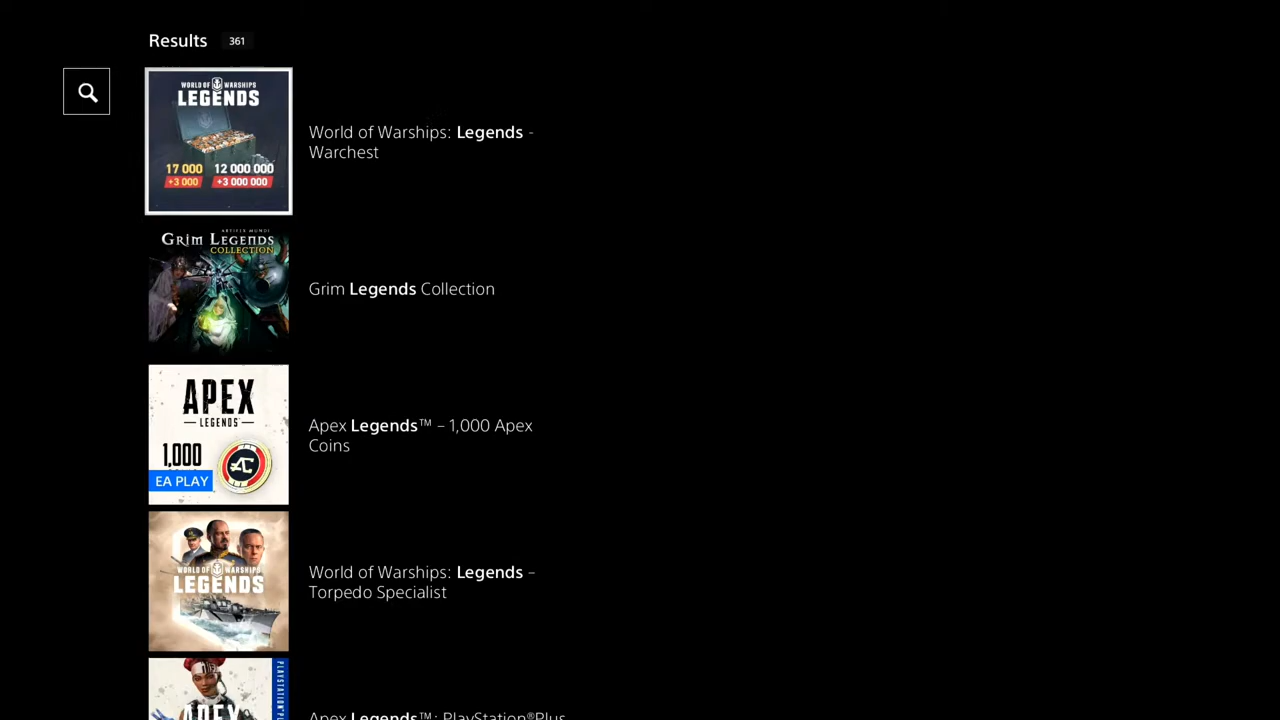 Results 361
WORLD OF WARSHIPS
LEGENDS
17 000 12 000 000
+3 000 +3 000 000
World of Warships: Legends -
Warchest
ARTIFEX MUNDI
GRIM LEGENDS
COLLECTION
Grim Legends Collection
APEX
LEGENDS
1,000
EA PLAY
Apex Legends™ – 1,000 Apex
Coins
WORLD OF WARSHIPS
LEGENDS
World of Warships: Legends –
Torpedo Specialist
APEX
Apex Legends™: PlayStation®Plus